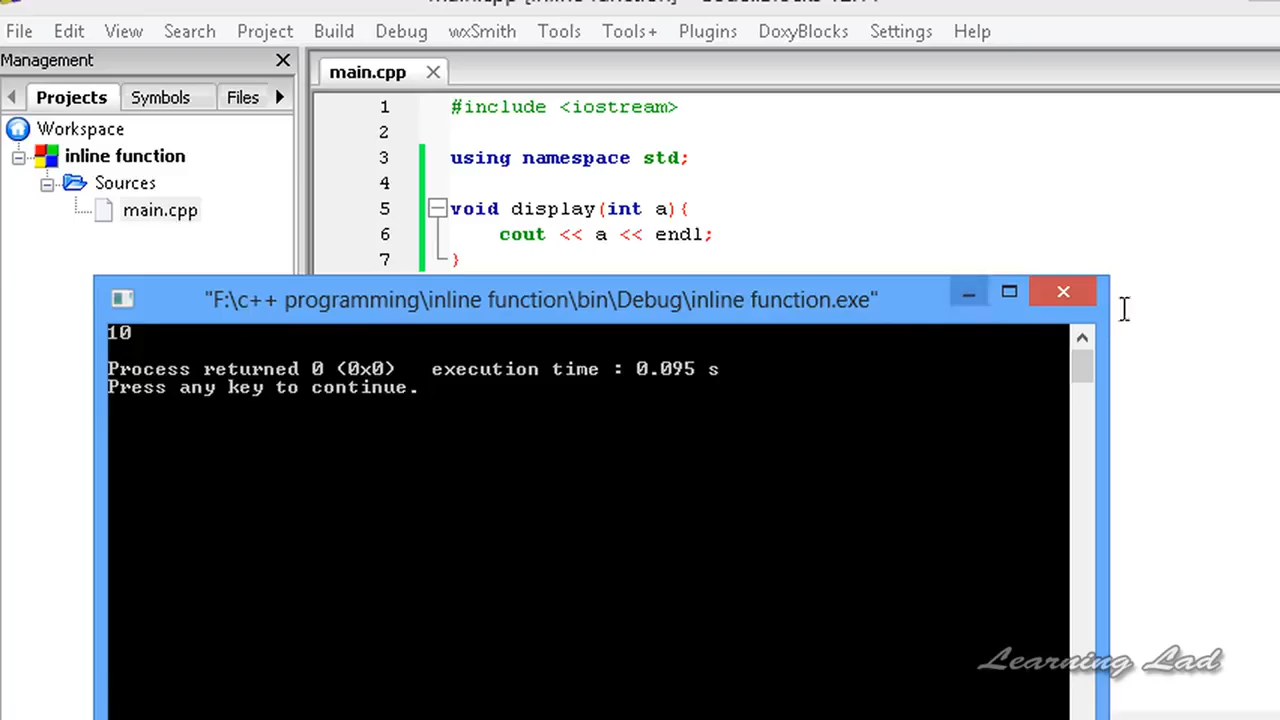 File Edit View Search Project Build Debug wxSmith Tools Tools+ Plugins DoxyBlocks Settings Help
Management
main.cpp
Projects Symbols Files
Workspace
inline function
Sources
main.cpp
1 #include <iostream>
2
3 using namespace std;
4
5 void display(int a){
6 cout << a << endl;
7 }
"F:\c++ programming\inline function\bin\Debug\inline function.exe"
10
Process returned 0 (0x0) execution time : 0.095 s
Press any key to continue.
Learning Lad